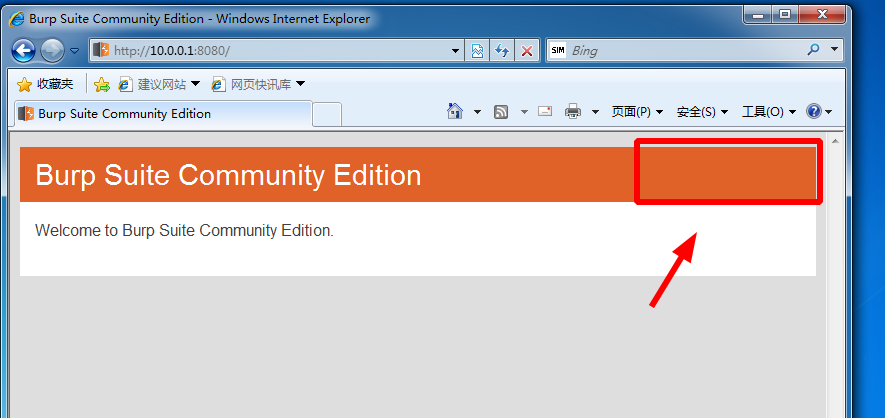 Burp Suite Community Edition - Windows Internet Explorer
http://10.0.0.1:8080/
SIM Bing
收藏夹 建议网站 网页快讯库
Burp Suite Community Edition 页面(P) 安全(S) 工具(O)
Burp Suite Community Edition
Welcome to Burp Suite Community Edition.